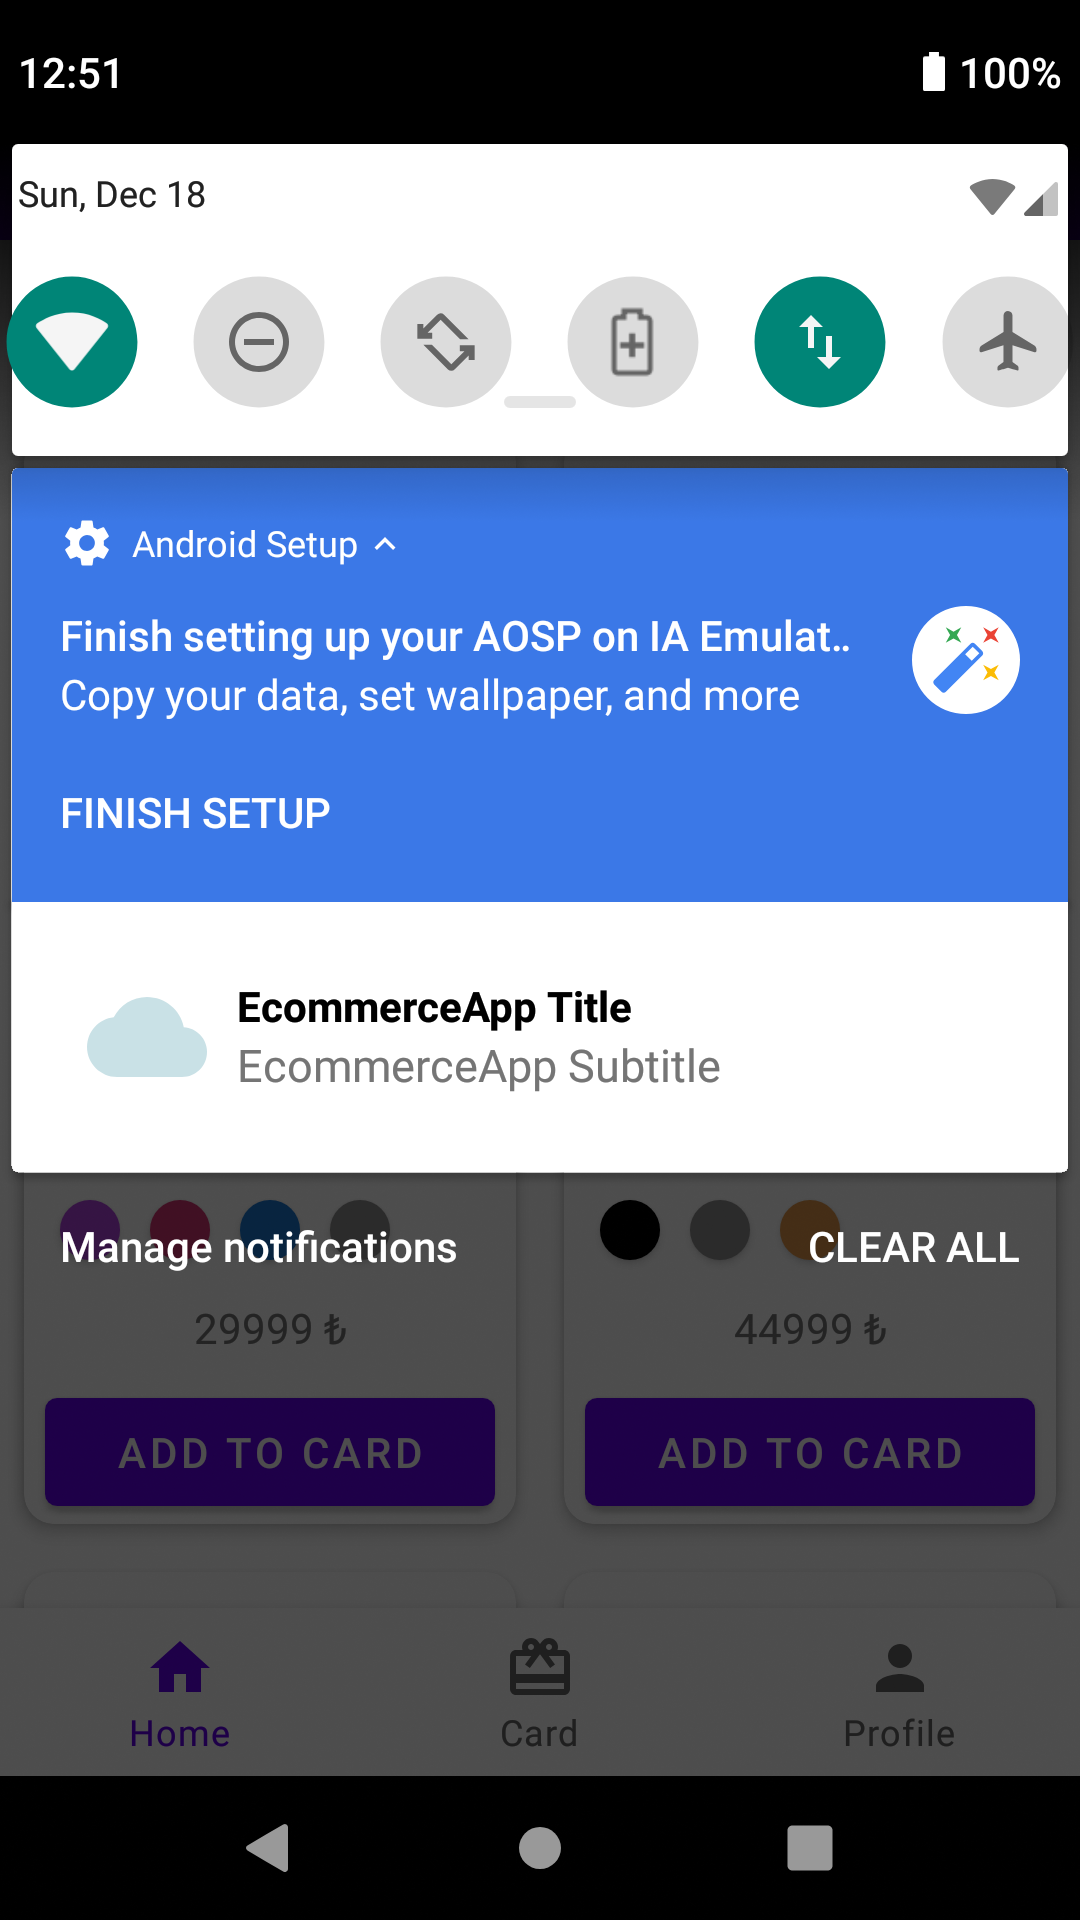 12:51 100%
Sun, Dec 18
Android Setup
Finish setting up your AOSP on IA Emulat..
Copy your data, set wallpaper, and more
FINISH SETUP
EcommerceApp Title
EcommerceApp Subtitle
Manage notifications CLEAR ALL
29999 ₺ 44999 ₺
ADD TO CARD ADD TO CARD
Home Card Profile